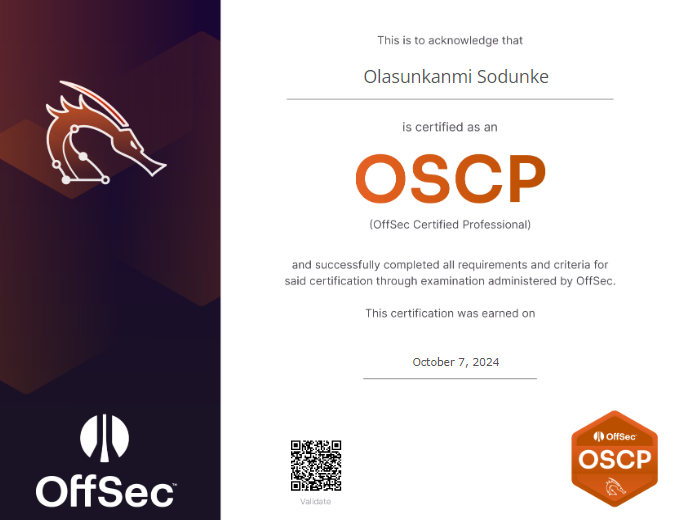 This is to acknowledge that
Olasunkanmi Sodunke
is certified as an
OSCP
(OffSec Certified Professional)
and successfully completed all requirements and criteria for
said certification through examination administered by OffSec.
This certification was earned on
October 7, 2024
OffSec™
Validate
OffSec
OSCP